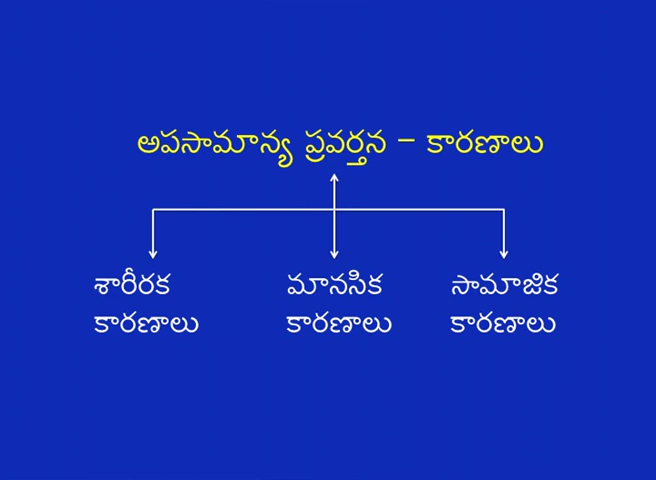 అపసామాన్య ప్రవర్తన – కారణాలు
శారీరక
కారణాలు
మానసిక
కారణాలు
సామాజిక
కారణాలు